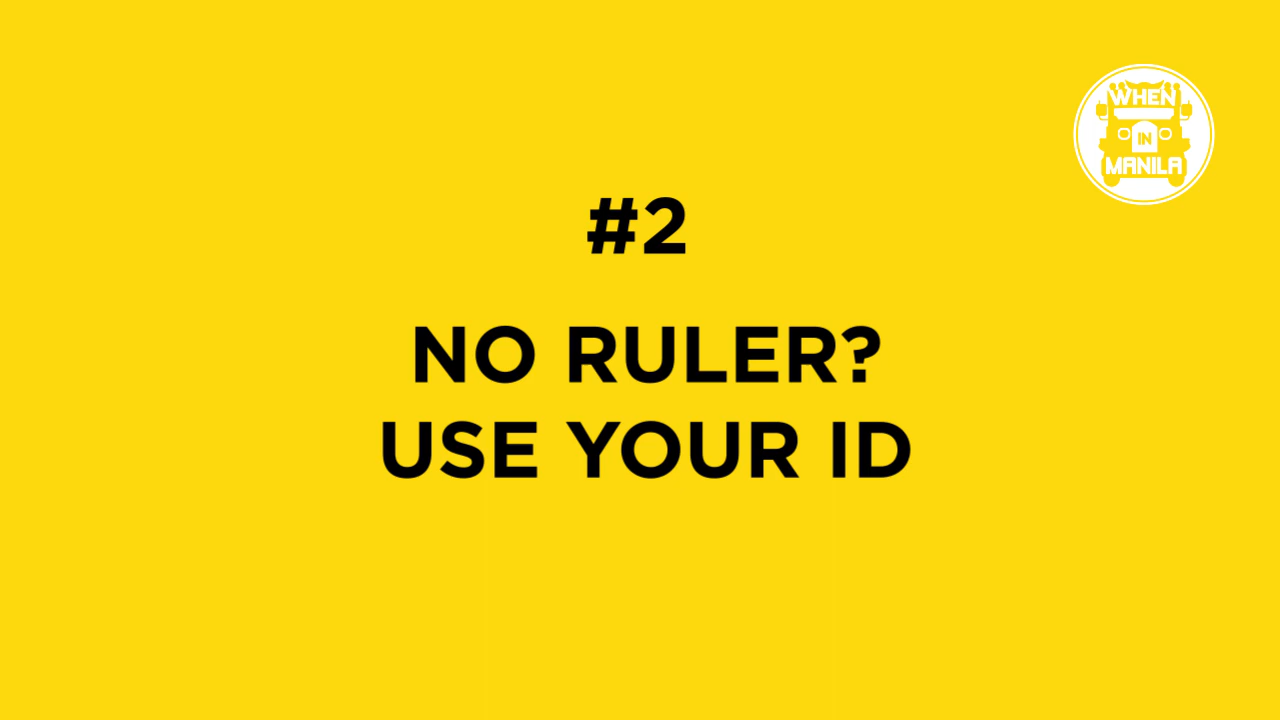 WHEN
IN
MANILA
#2
NO RULER?
USE YOUR ID